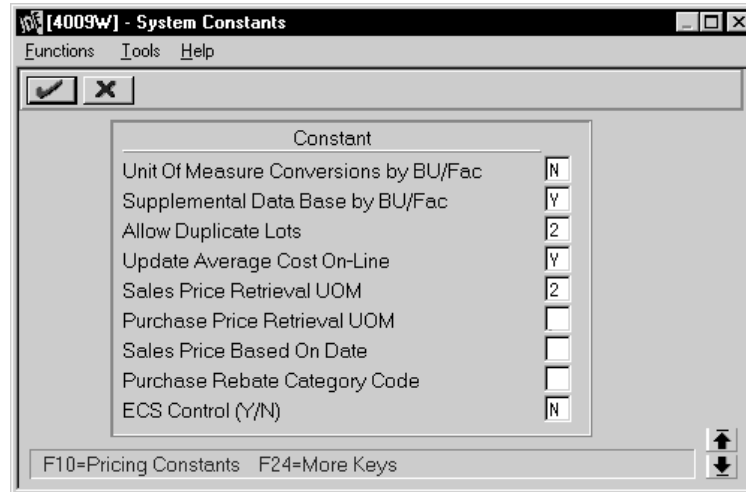 [4009W] - System Constants
Functions Tools Help
Constant
Unit Of Measure Conversions by BU/Fac N
Supplemental Data Base by BU/Fac Y
Allow Duplicate Lots 2
Update Average Cost On-Line Y
Sales Price Retrieval UOM 2
Purchase Price Retrieval UOM
Sales Price Based On Date
Purchase Rebate Category Code
ECS Control (Y/N) N
F10=Pricing Constants F24=More Keys